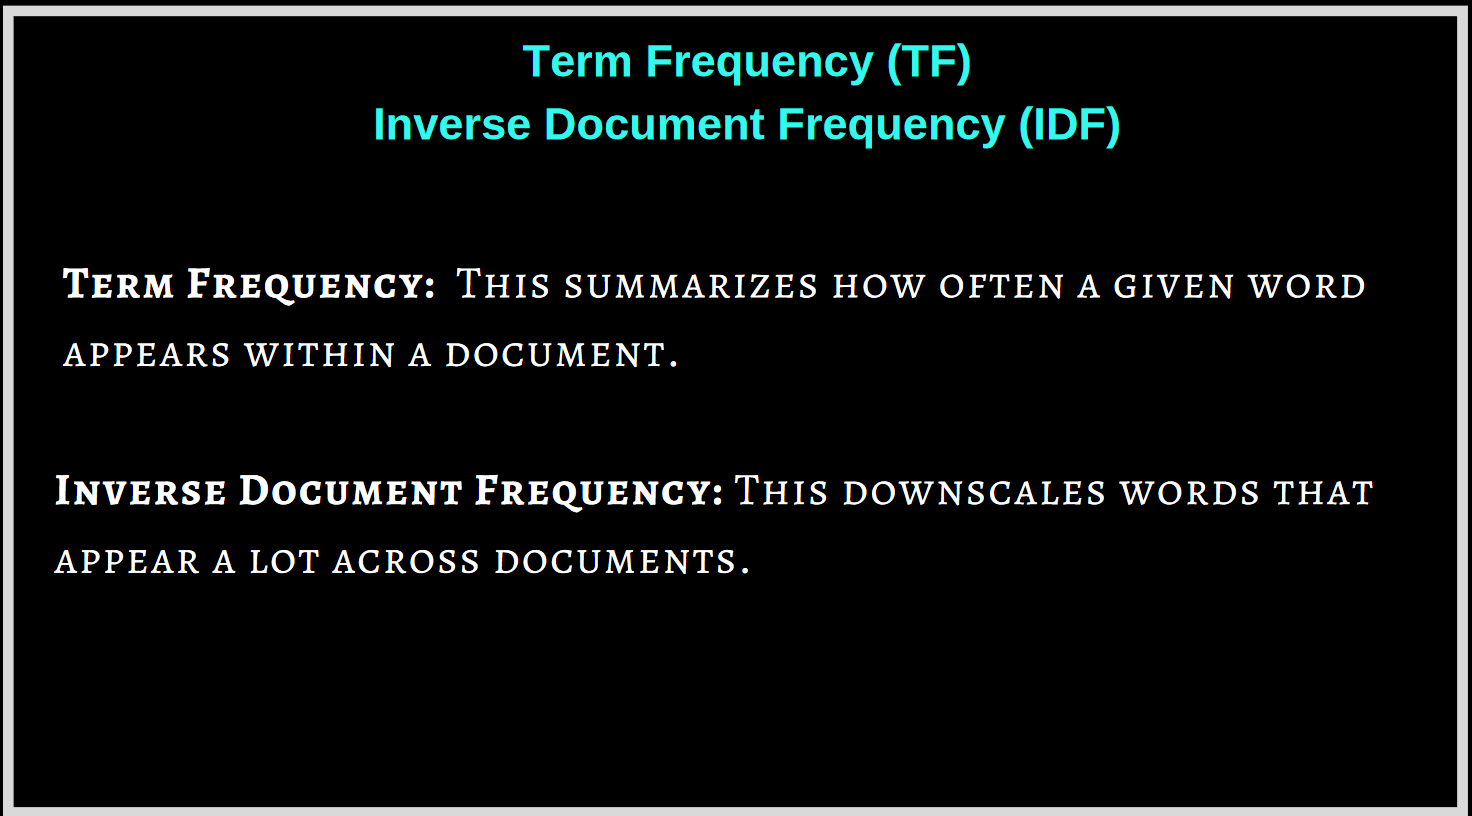 Term Frequency (TF)
Inverse Document Frequency (IDF)
Term Frequency: This summarizes how often a given word
appears within a document.
Inverse Document Frequency: This downscales words that
appear a lot across documents.